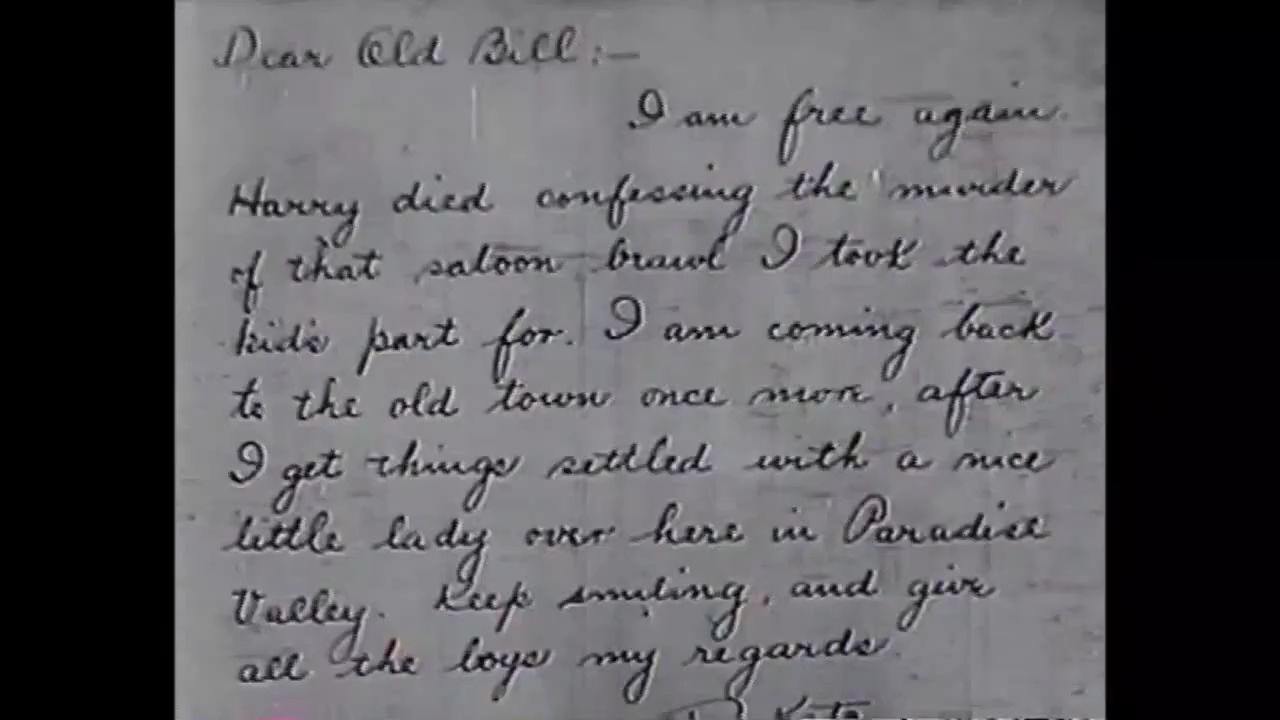 Dear Old Bill:—
I am free again.
Harry died confessing the murder
of that saloon brawl I took the
kids part for. I am coming back
to the old town once more, after
I get things settled with a nice
little lady over here in Paradise
Valley. Keep smiling, and give
all the boys my regards.